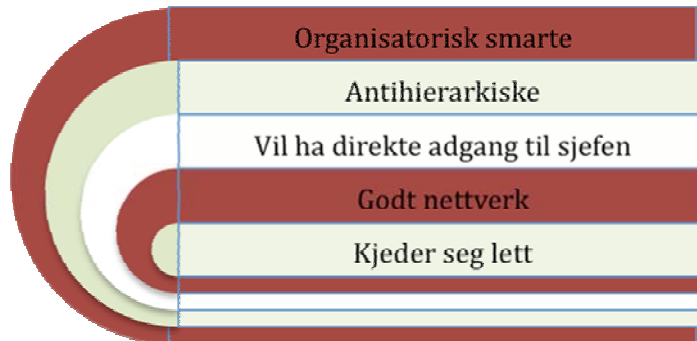 Organisatorisk smarte
Antihierarkiske
Vil ha direkte adgang til sjefen
Godt nettverk
Kjeder seg lett